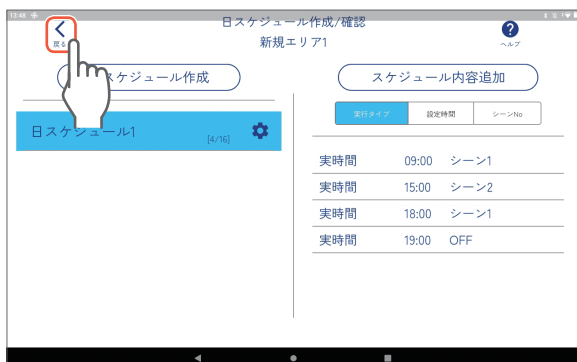 13:48
日スケジュール作成/確認
新規エリア1
戻る
ヘルプ
スケジュール作成
スケジュール内容追加
実行タイプ 設定時間 シーンNo
日スケジュール1 [4/16]
実時間 09:00 シーン1
実時間 15:00 シーン2
実時間 18:00 シーン1
実時間 19:00 OFF